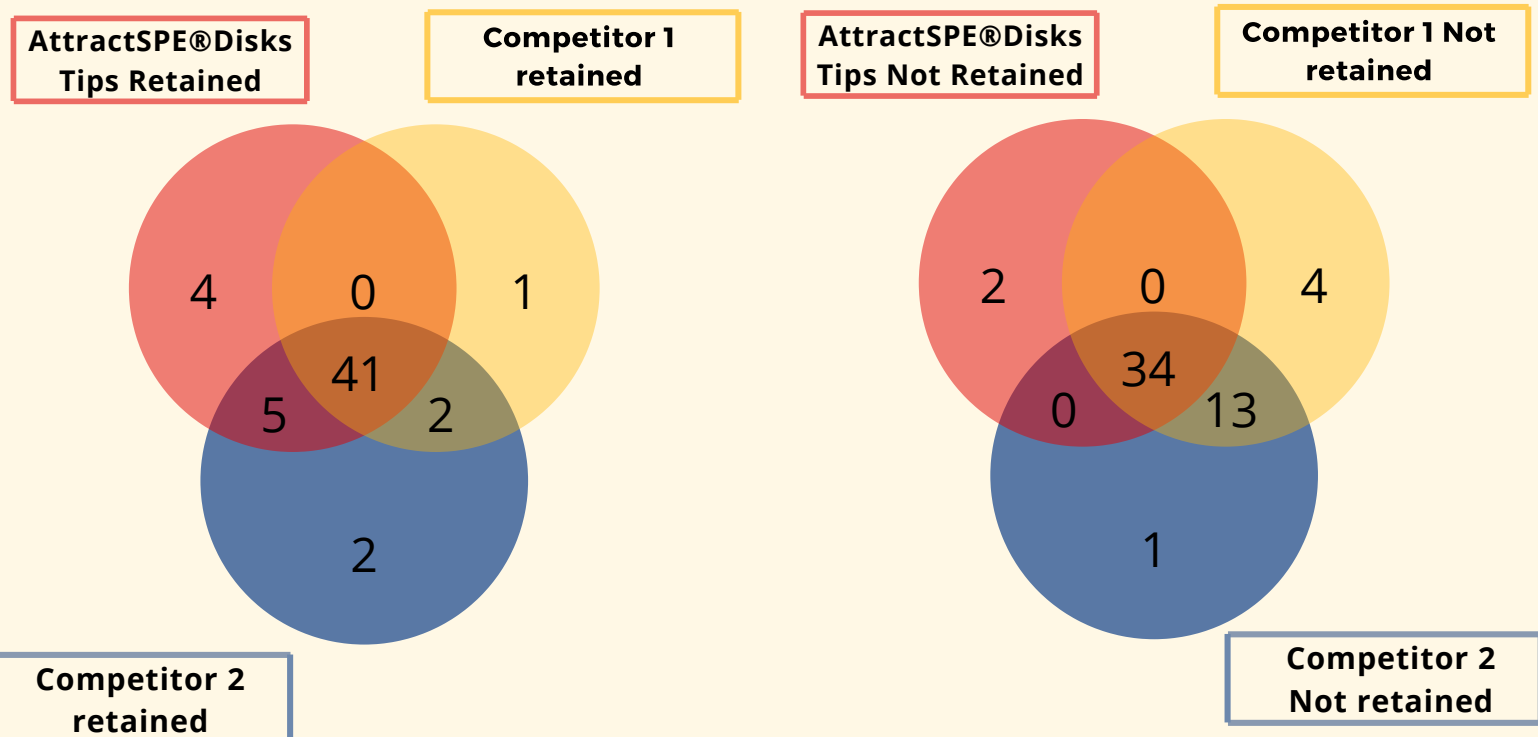 AttractSPE®Disks
Tips Retained
Competitor 1
retained
4
0
1
41
5
2
2
Competitor 2
retained
AttractSPE®Disks
Tips Not Retained
Competitor 1 Not
retained
2
0
4
34
0
13
1
Competitor 2
Not retained